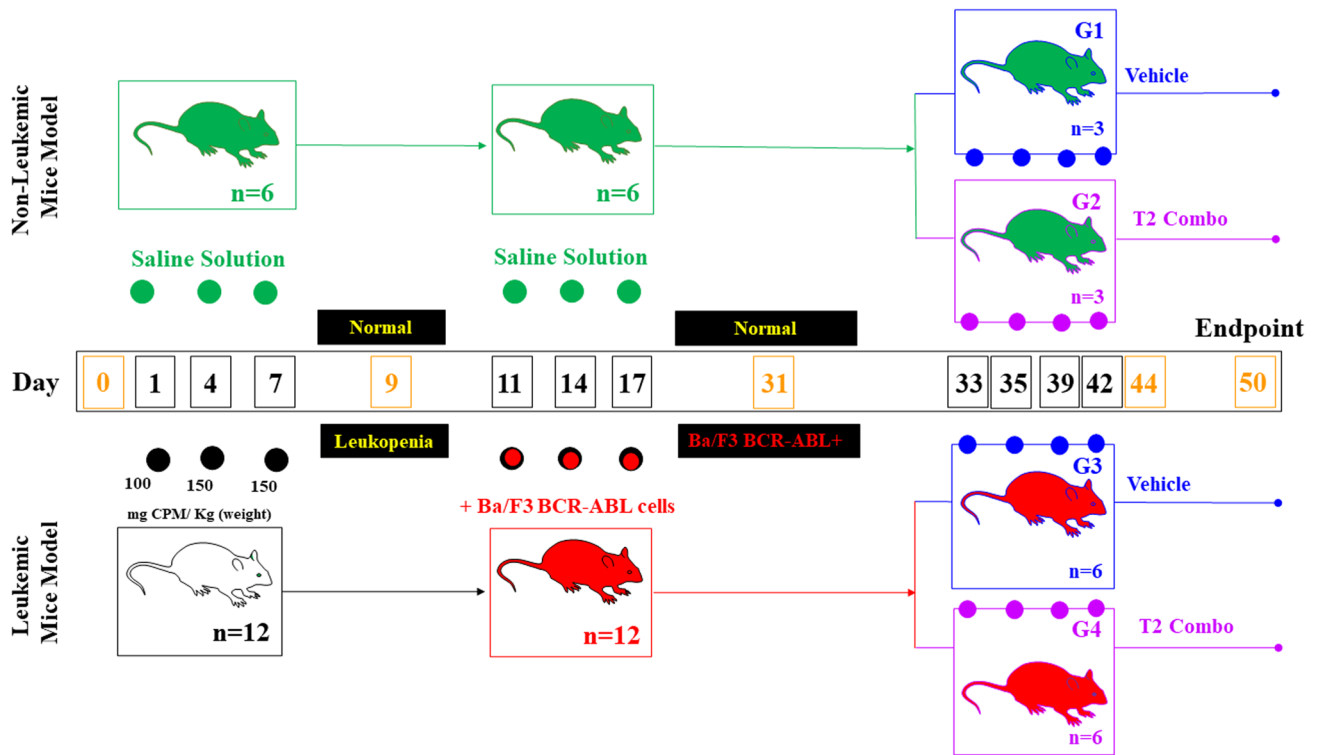 Non-Leukemic
Mice Model
n=6
n=6
G1
n=3
Vehicle
G2
n=3
T2 Combo
Saline Solution
Saline Solution
Normal
Normal
Endpoint
Day
0
1
4
7
9
11
14
17
31
33
35
39
42
44
50
Leukopenia
Ba/F3 BCR-ABL+
100
150
150
mg CPM/ Kg (weight)
+ Ba/F3 BCR-ABL cells
Leukemic
Mice Model
n=12
n=12
G3
n=6
Vehicle
G4
n=6
T2 Combo